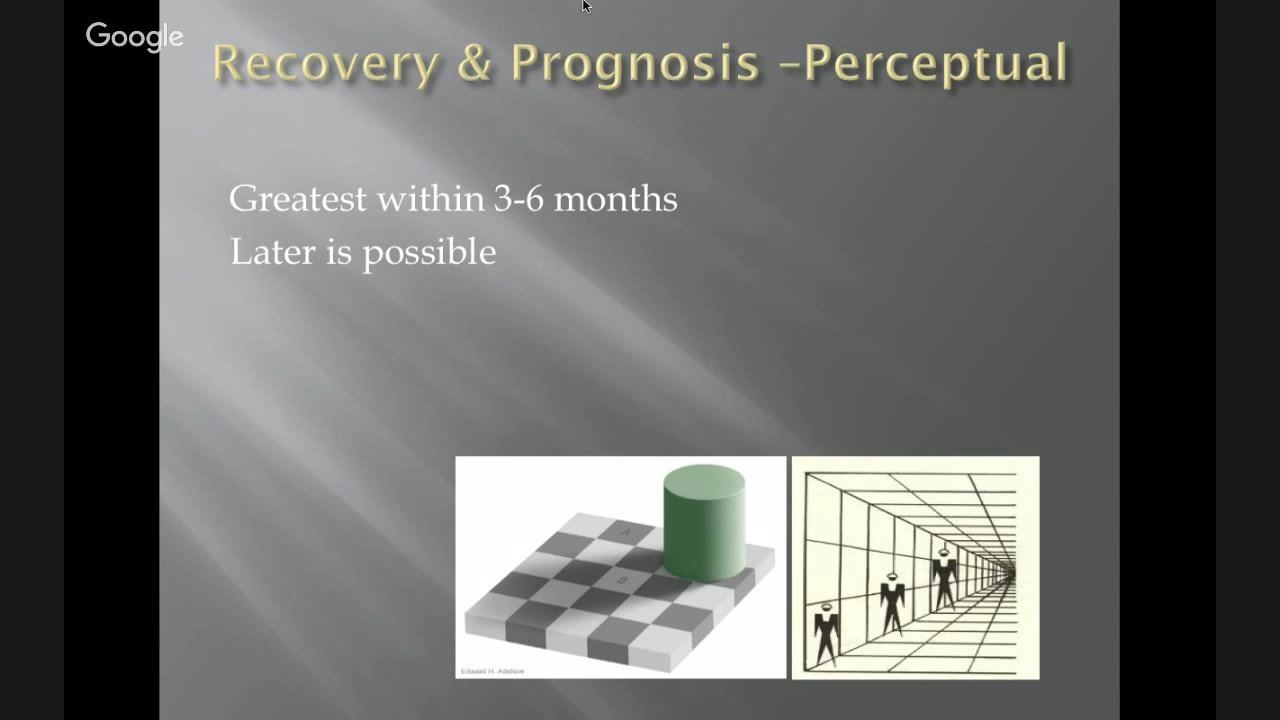 Google
Recovery & Prognosis –Perceptual
Greatest within 3-6 months
Later is possible
A
B
Edward H. Adelson